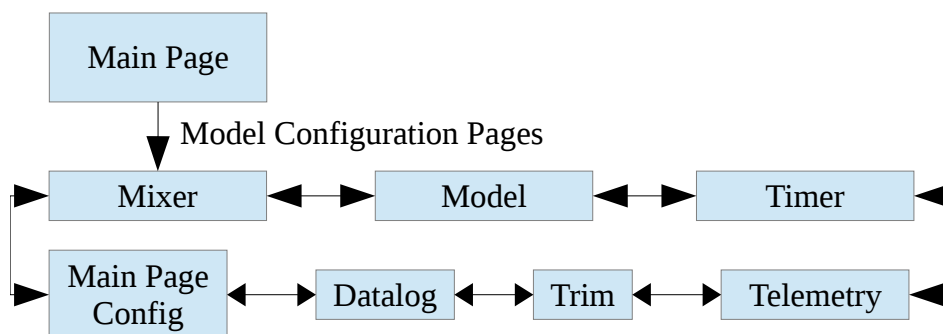 Main Page
Model Configuration Pages
Mixer
Model
Timer
Main Page
Config
Datalog
Trim
Telemetry